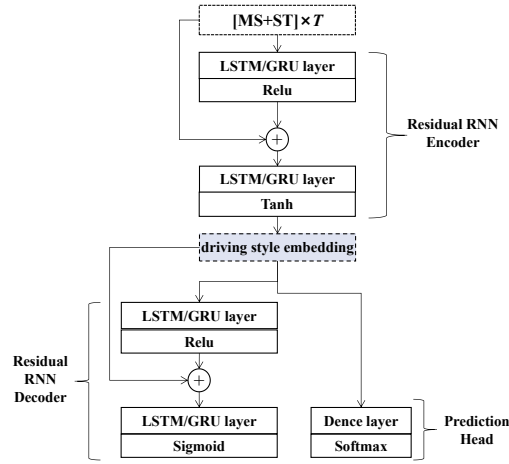 [MS+ST]×T
LSTM/GRU layer
Relu
Residual RNN
Encoder
+
LSTM/GRU layer
Tanh
driving style embedding
LSTM/GRU layer
Relu
Residual
RNN
Decoder
+
LSTM/GRU layer
Sigmoid
Dence layer
Softmax
Prediction
Head